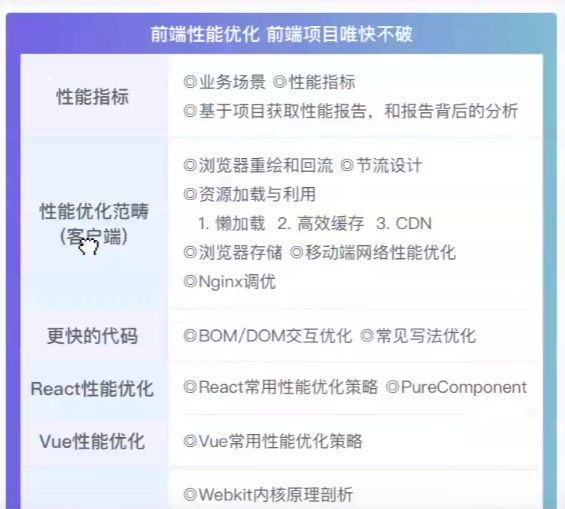 前端性能优化 前端项目唯快不破
性能指标
◎业务场景 ◎性能指标
◎基于项目获取性能报告，和报告背后的分析
性能优化范畴
（客户端）
◎浏览器重绘和回流 ◎节流设计
◎资源加载与利用
1. 懒加载 2. 高效缓存 3. CDN
◎浏览器存储 ◎移动端网络性能优化
◎Nginx调优
更快的代码
◎BOM/DOM交互优化 ◎常见写法优化
React性能优化
◎React常用性能优化策略 ◎PureComponent
Vue性能优化
◎Vue常用性能优化策略
◎Webkit内核原理剖析